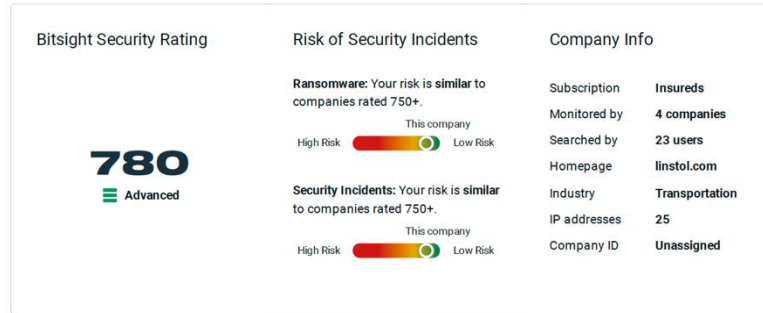 Bitsight Security Rating
780
Advanced
Risk of Security Incidents
Ransomware: Your risk is similar to
companies rated 750+.
This company
High Risk
Low Risk
Security Incidents: Your risk is similar
to companies rated 750+.
This company
High Risk
Low Risk
Company Info
Subscription Insureds
Monitored by 4 companies
Searched by 23 users
Homepage linstol.com
Industry Transportation
IP addresses 25
Company ID Unassigned